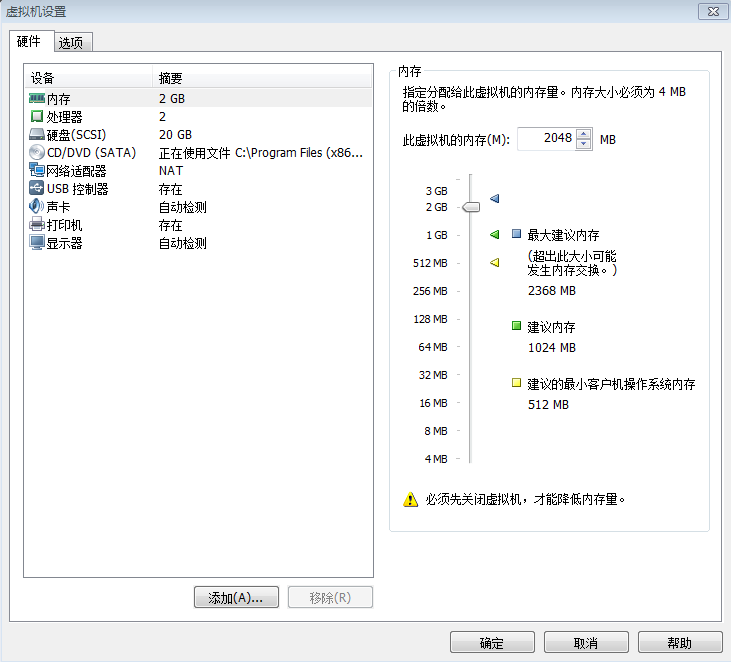 虚拟机设置
硬件 选项
设备 摘要
内存 2 GB
处理器 2
硬盘(SCSI) 20 GB
CD/DVD (SATA) 正在使用文件 C:\Program Files (x86...
网络适配器 NAT
USB 控制器 存在
声卡 自动检测
打印机 存在
显示器 自动检测
添加(A)... 移除(R)
内存
指定分配给此虚拟机的内存量。内存大小必须为 4 MB
的倍数。
此虚拟机的内存(M): 2048 MB
3 GB
2 GB
1 GB
512 MB
256 MB
128 MB
64 MB
32 MB
16 MB
8 MB
4 MB
最大建议内存
(超出此大小可能
发生内存交换。)
2368 MB
建议内存
1024 MB
建议的最小客户机操作系统内存
512 MB
必须先关闭虚拟机，才能降低内存量。
确定 取消 帮助